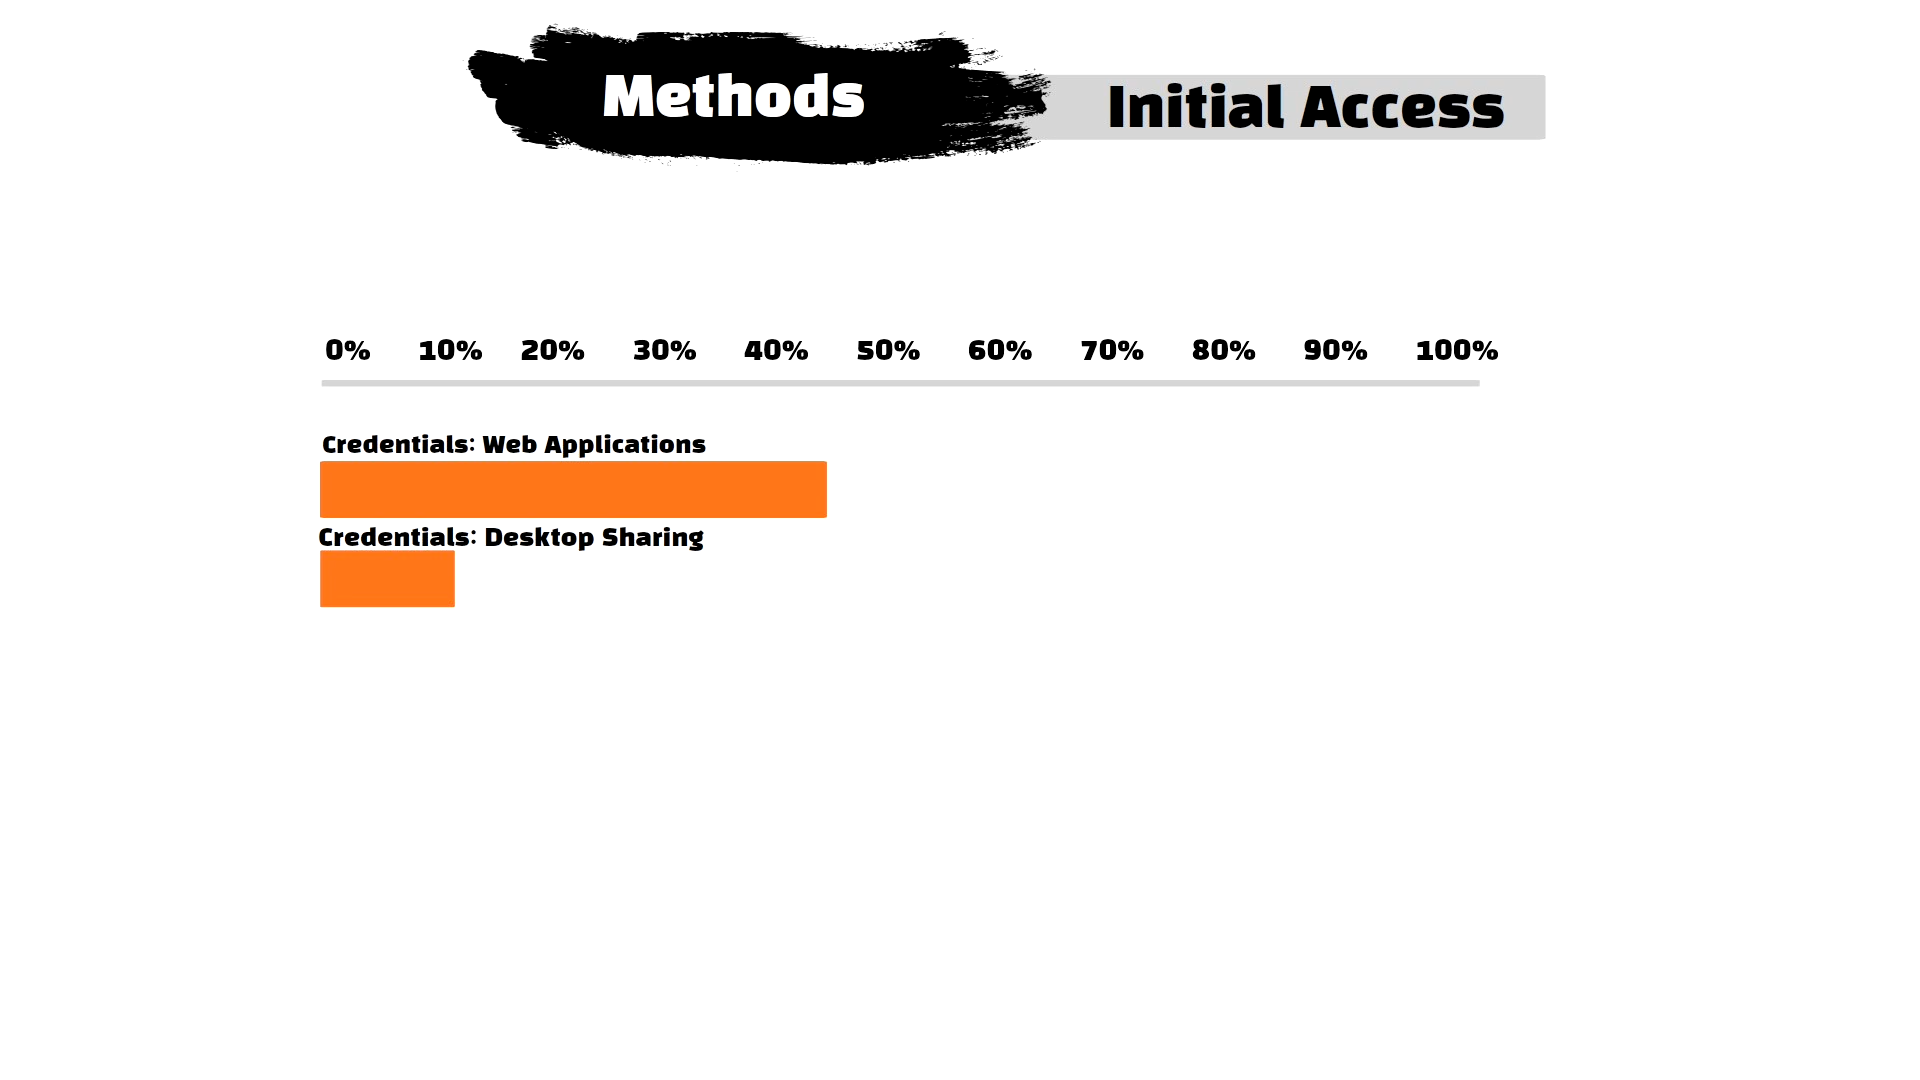 Methods
Initial Access
0% 10% 20% 30% 40% 50% 60% 70% 80% 90% 100%
Credentials: Web Applications
Credentials: Desktop Sharing